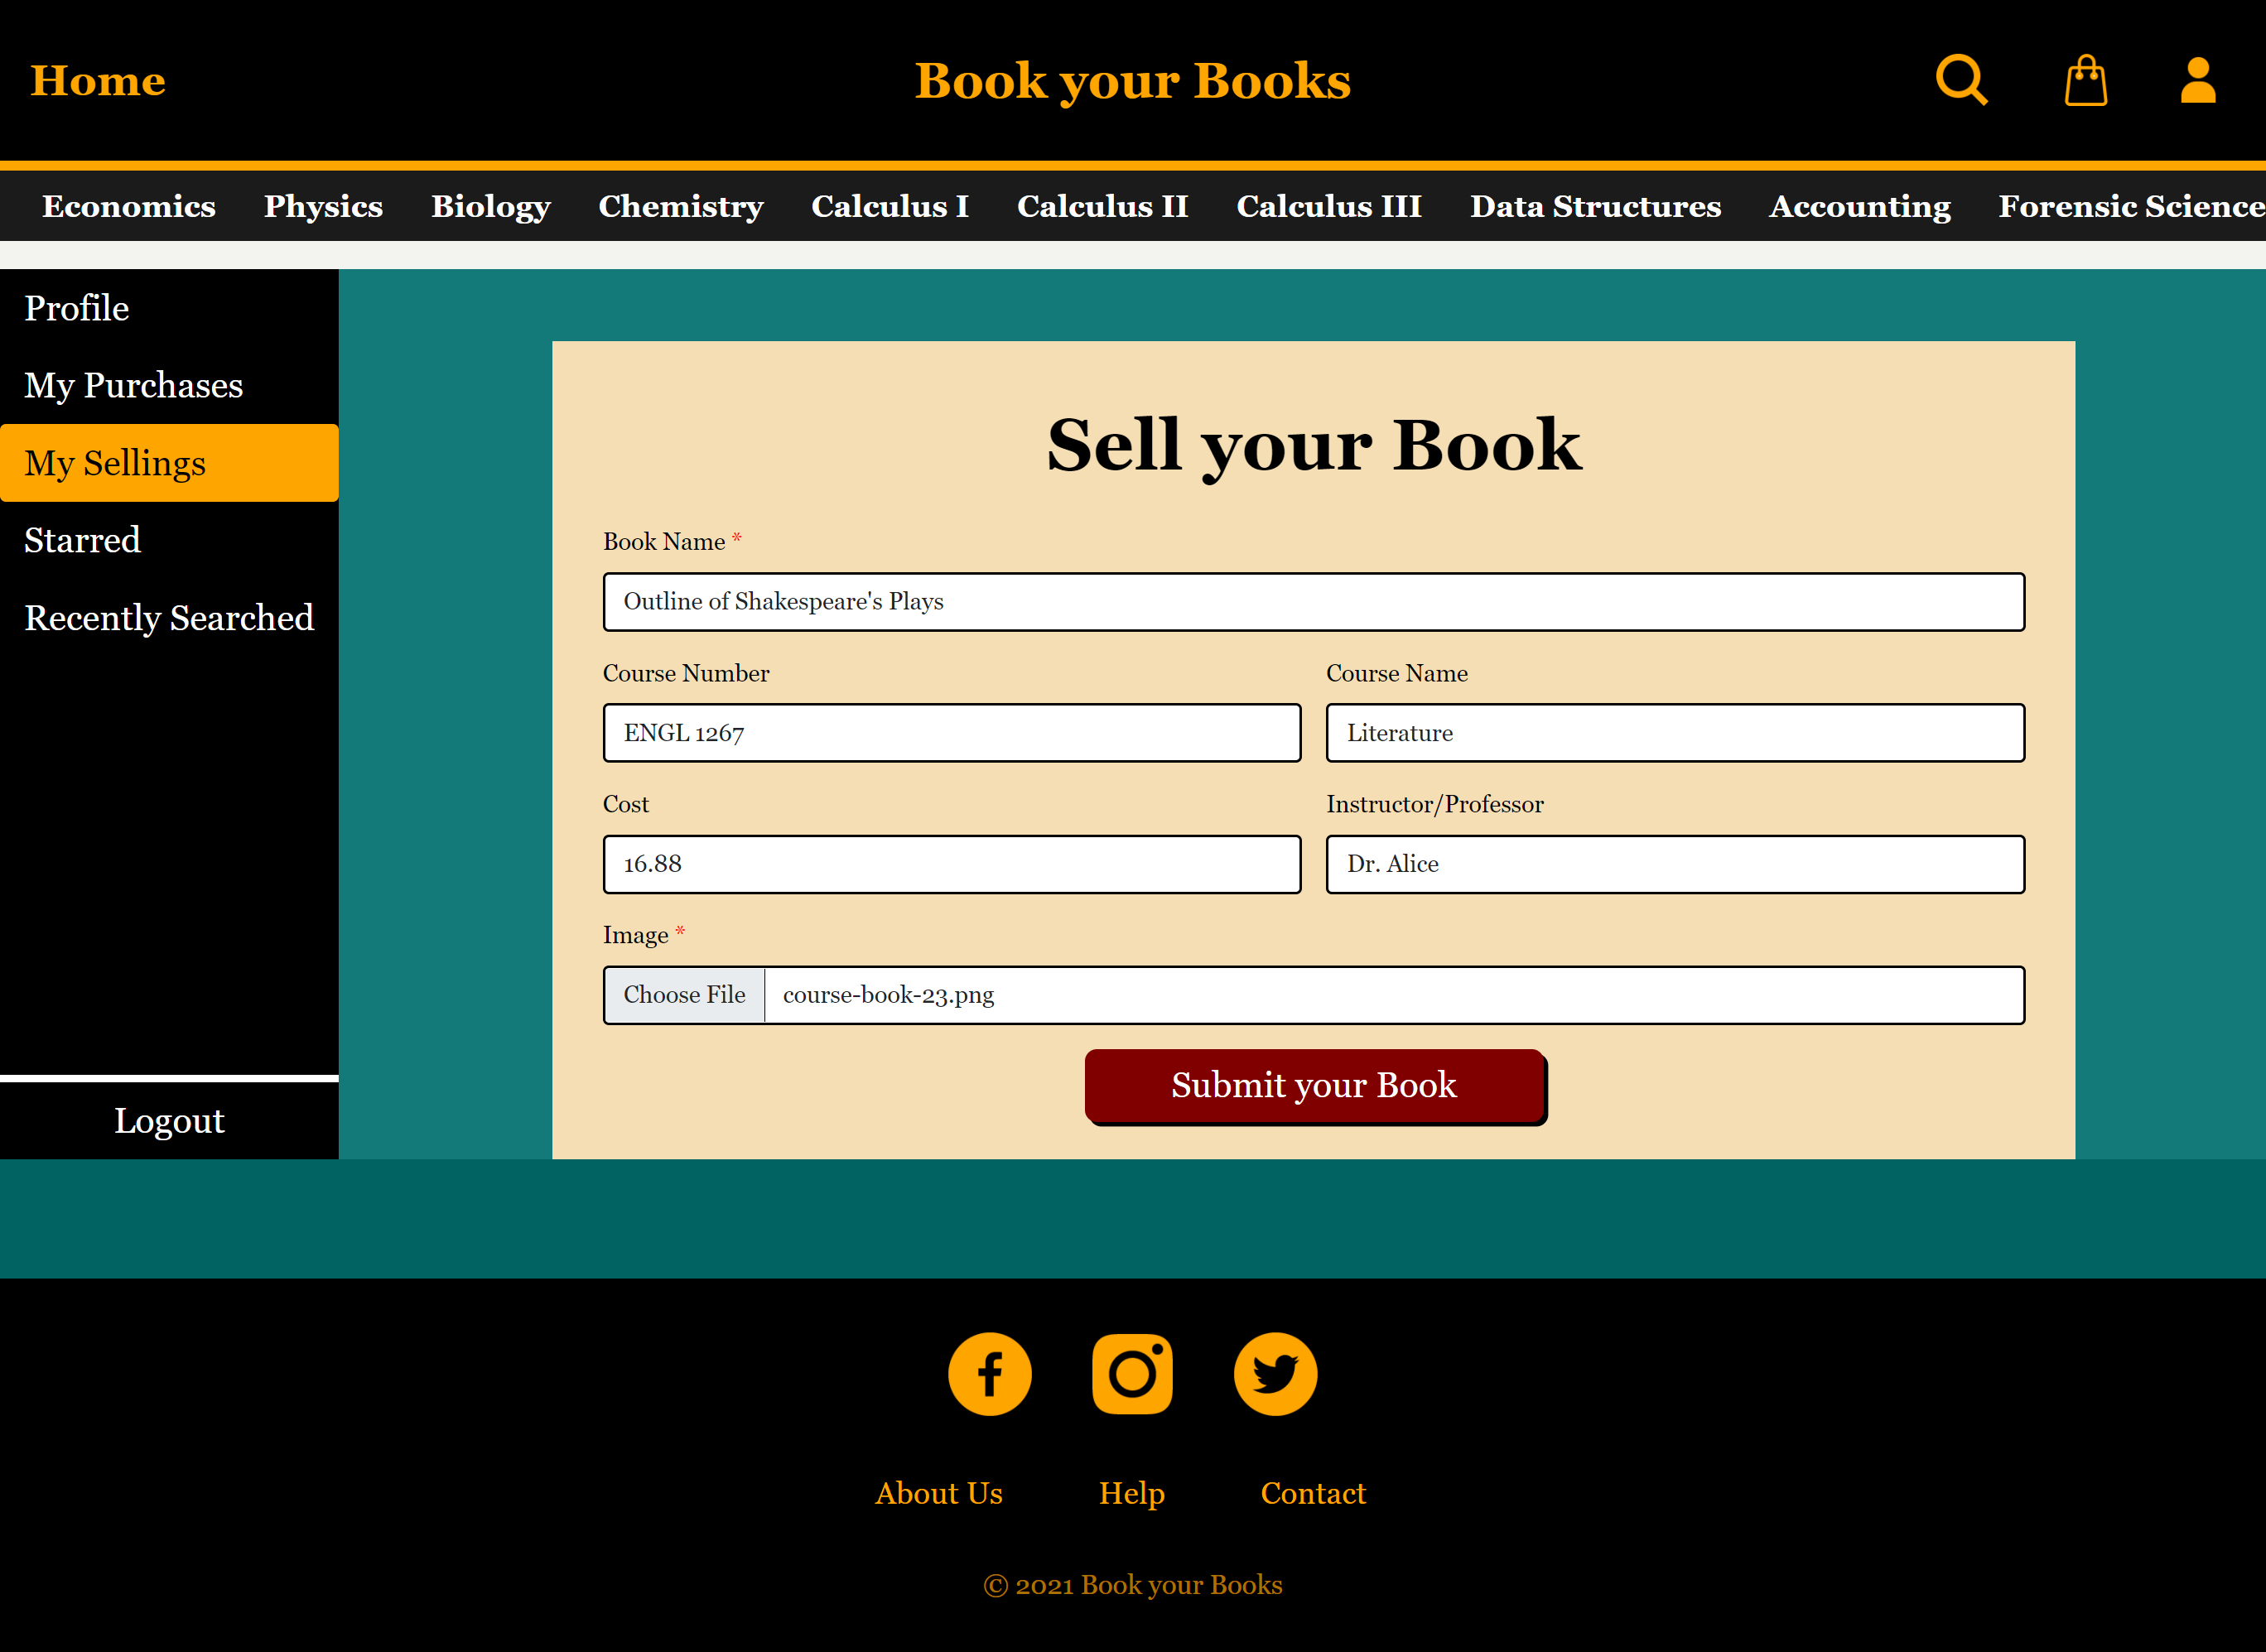 Home Book your Books
Economics Physics Biology Chemistry Calculus I Calculus II Calculus III Data Structures Accounting Forensic Science
Profile
My Purchases
My Sellings
Starred
Recently Searched
Logout
Sell your Book
Book Name *
Outline of Shakespeare's Plays
Course Number Course Name
ENGL 1267 Literature
Cost Instructor/Professor
16.88 Dr. Alice
Image *
Choose File course-book-23.png
Submit your Book
About Us Help Contact
© 2021 Book your Books